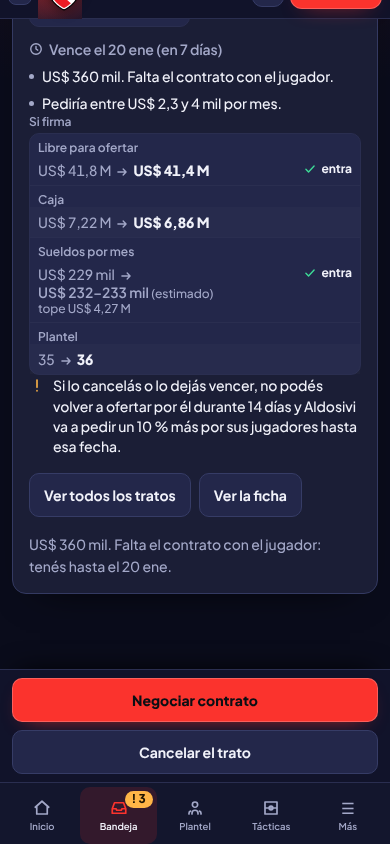 Vence el 20 ene (en 7 días)
US$ 360 mil. Falta el contrato con el jugador.
Pediría entre US$ 2,3 y 4 mil por mes.
Si firma
Libre para ofertar
US$ 41,8 M → US$ 41,4 M
✓ entra
Caja
US$ 7,22 M → US$ 6,86 M
Sueldos por mes
US$ 229 mil →
✓ entra
US$ 232–233 mil (estimado)
tope US$ 4,27 M
Plantel
35 → 36
! Si lo cancelás o lo dejás vencer, no podés
volver a ofertar por él durante 14 días y Aldosivi
va a pedir un 10 % más por sus jugadores hasta
esa fecha.
Ver todos los tratos
Ver la ficha
US$ 360 mil. Falta el contrato con el jugador:
tenés hasta el 20 ene.
Negociar contrato
Cancelar el trato
! 3
Inicio
Bandeja
Plantel
Tácticas
Más